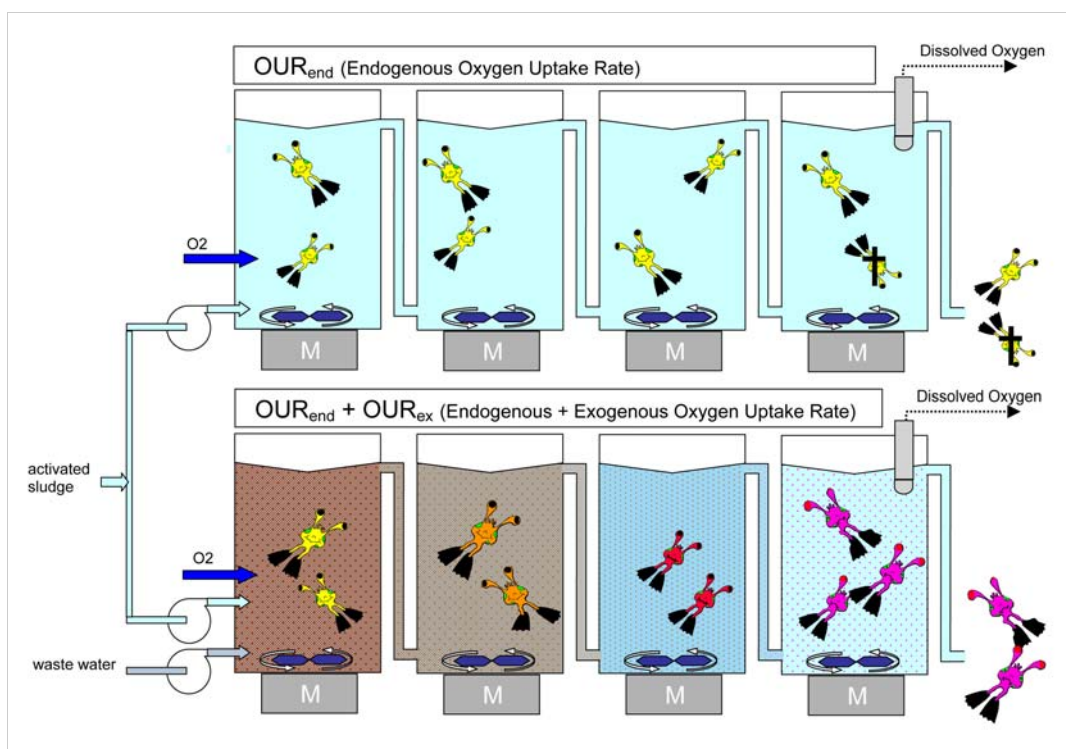 OURend (Endogenous Oxygen Uptake Rate)
Dissolved Oxygen
O2
M M M M
OURend + OURex (Endogenous + Exogenous Oxygen Uptake Rate)
Dissolved Oxygen
activated
sludge
O2
waste water
M M M M